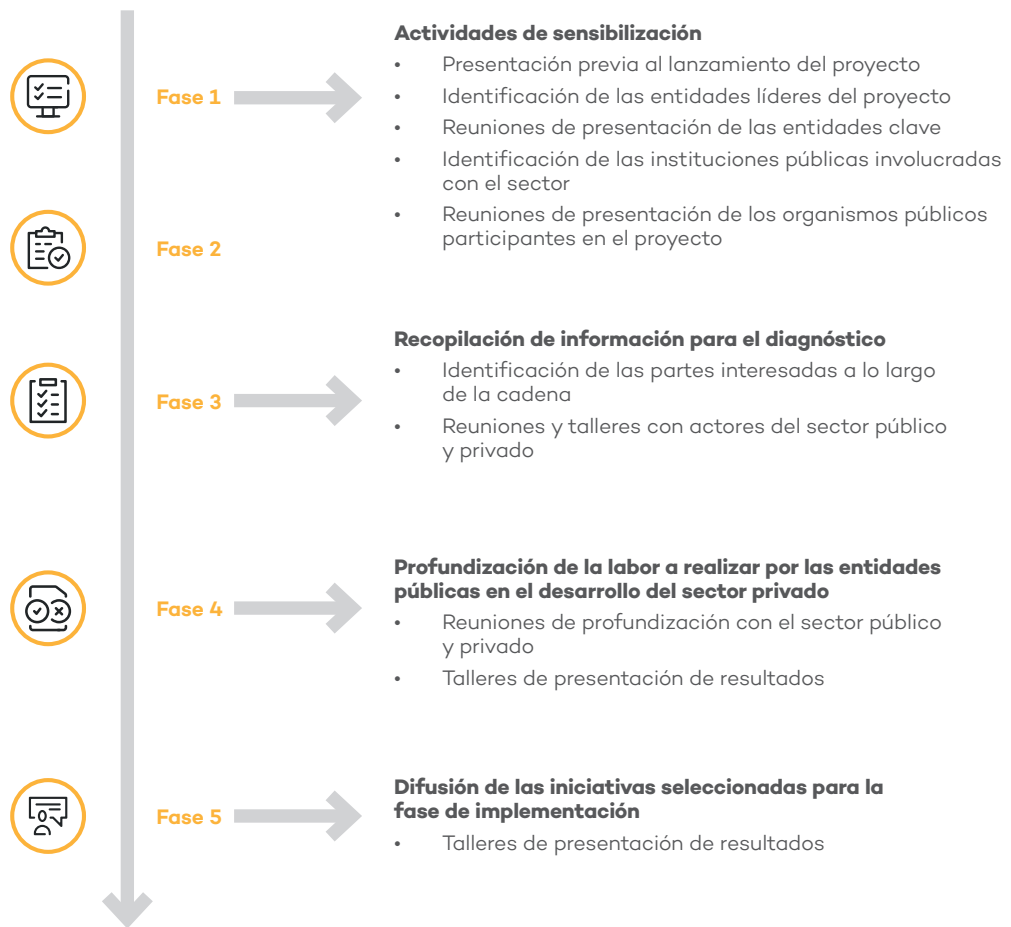 Fase 1
Actividades de sensibilización
• Presentación previa al lanzamiento del proyecto
• Identificación de las entidades líderes del proyecto
• Reuniones de presentación de las entidades clave
• Identificación de las instituciones públicas involucradas
con el sector
• Reuniones de presentación de los organismos públicos
participantes en el proyecto
Fase 2
Fase 3
Recopilación de información para el diagnóstico
• Identificación de las partes interesadas a lo largo
de la cadena
• Reuniones y talleres con actores del sector público
y privado
Fase 4
Profundización de la labor a realizar por las entidades
públicas en el desarrollo del sector privado
• Reuniones de profundización con el sector público
y privado
• Talleres de presentación de resultados
Fase 5
Difusión de las iniciativas seleccionadas para la
fase de implementación
• Talleres de presentación de resultados